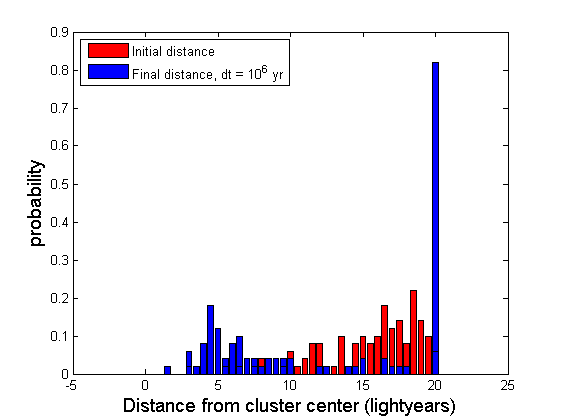 0.9
Initial distance
Final distance, dt = 10^6 yr
0.8
0.7
0.6
0.5
0.4
0.3
0.2
0.1
0
probability
-5 0 5 10 15 20 25
Distance from cluster center (lightyears)